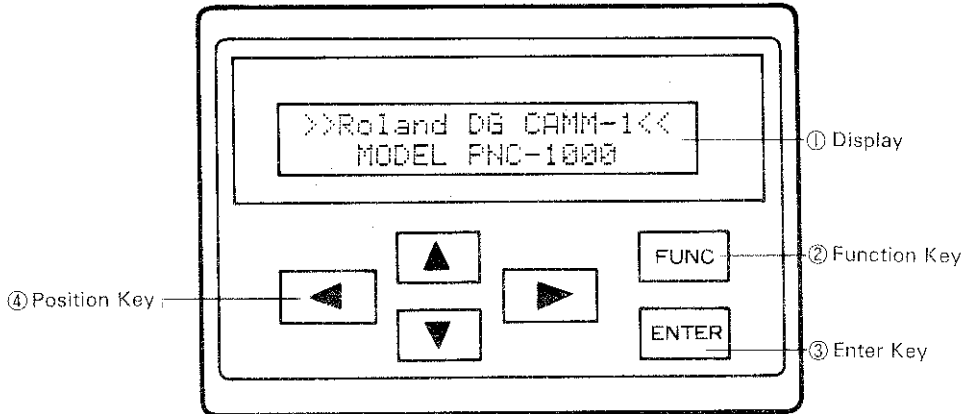 >>Roland DG CAMM-1<<
MODEL PNC-1000
① Display
FUNC
② Function Key
④ Position Key
ENTER
③ Enter Key